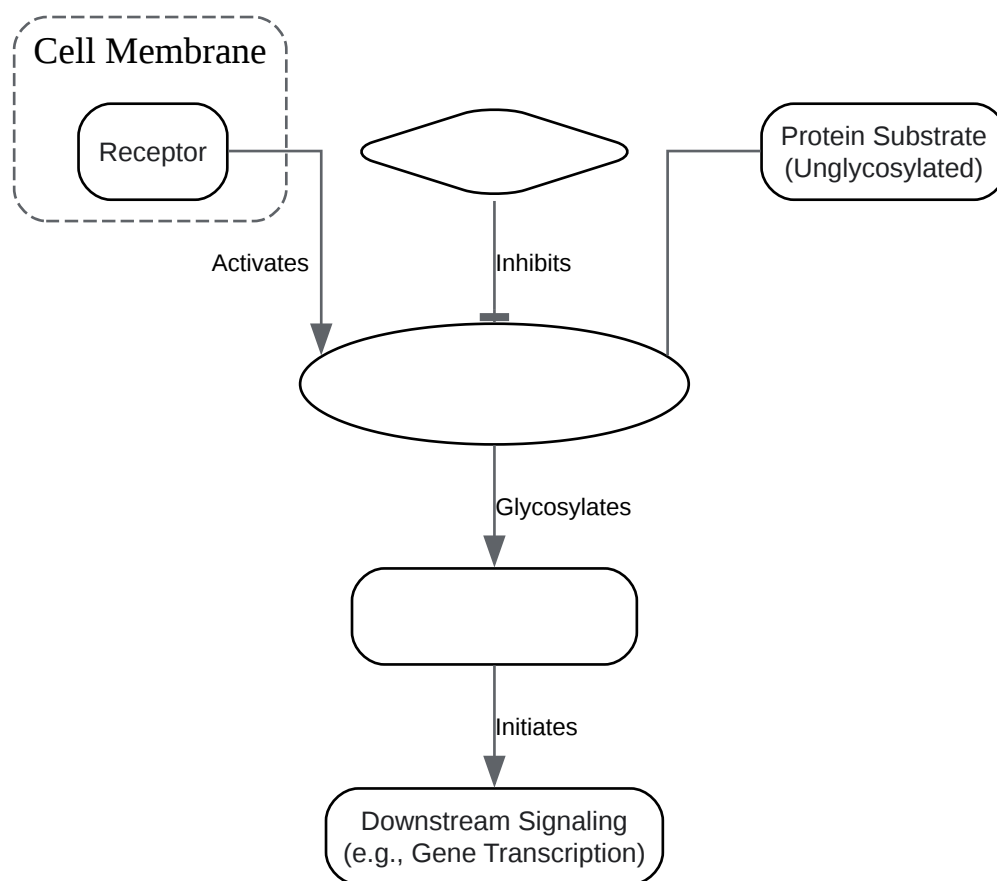 Cell Membrane
Receptor
Protein Substrate
(Unglycosylated)
Activates
Inhibits
Glycosylates
Initiates
Downstream Signaling
(e.g., Gene Transcription)